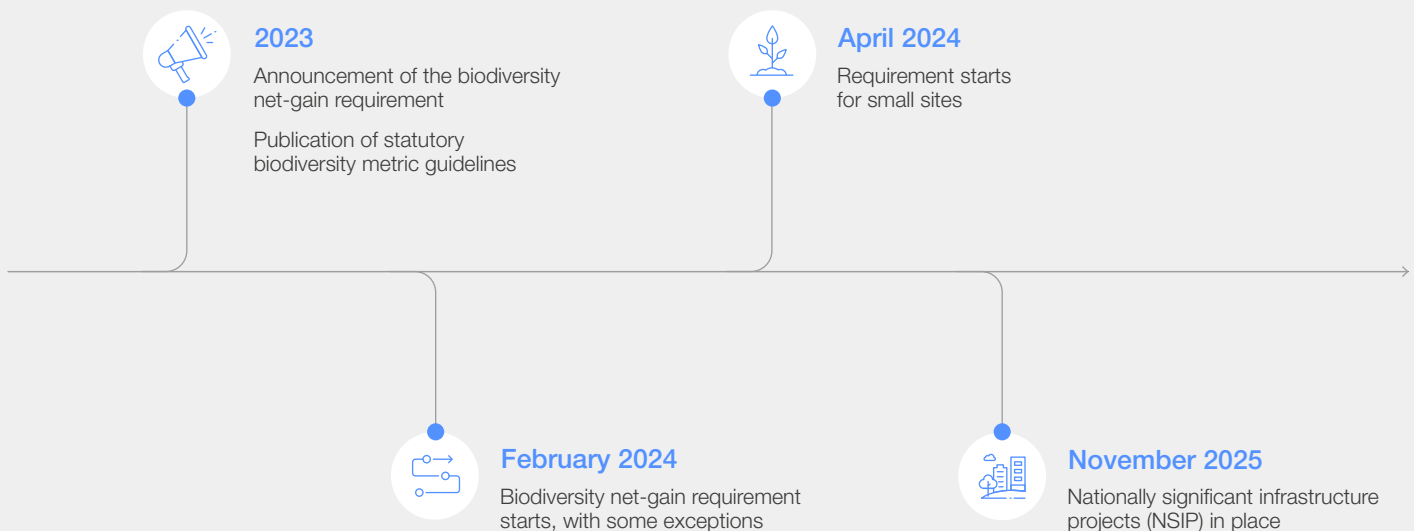 2023
Announcement of the biodiversity
net-gain requirement
Publication of statutory
biodiversity metric guidelines
February 2024
Biodiversity net-gain requirement
starts, with some exceptions
April 2024
Requirement starts
for small sites
November 2025
Nationally significant infrastructure
projects (NSIP) in place